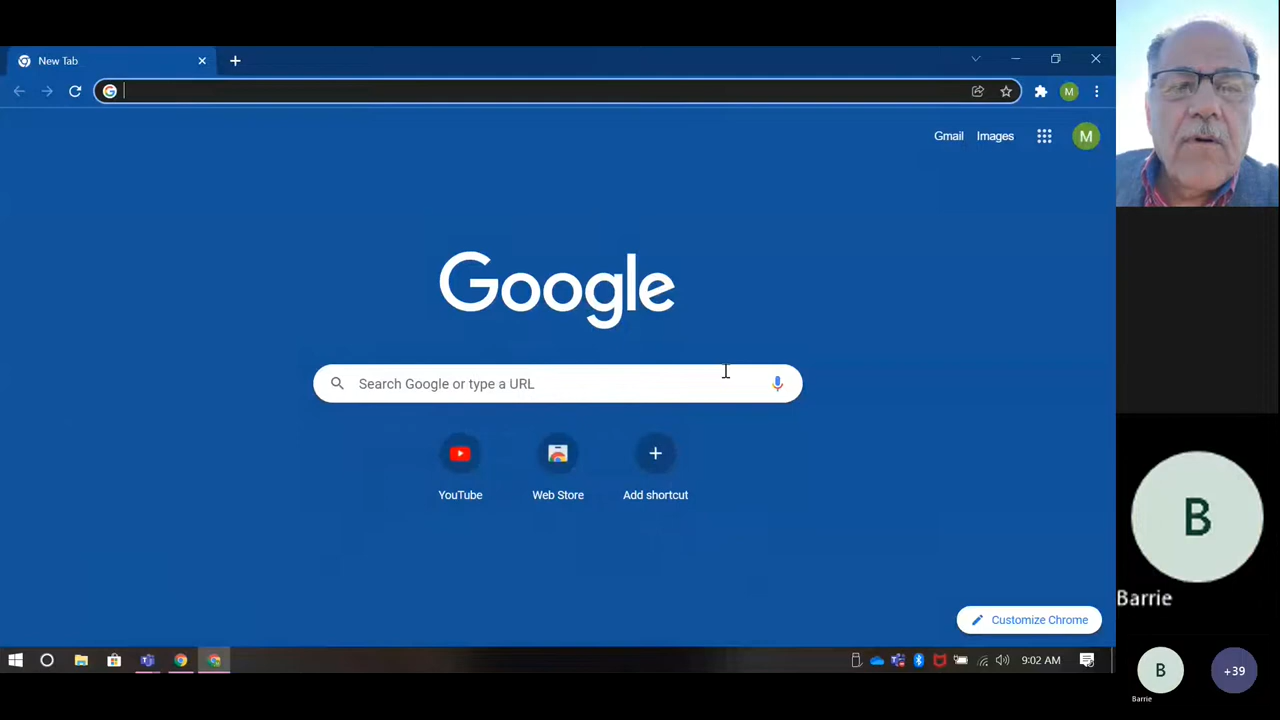 New Tab
M
Gmail Images
M
Google
Search Google or type a URL
YouTube
Web Store
Add shortcut
Customize Chrome
9:02 AM
B
Barrie
B
Barrie
+39